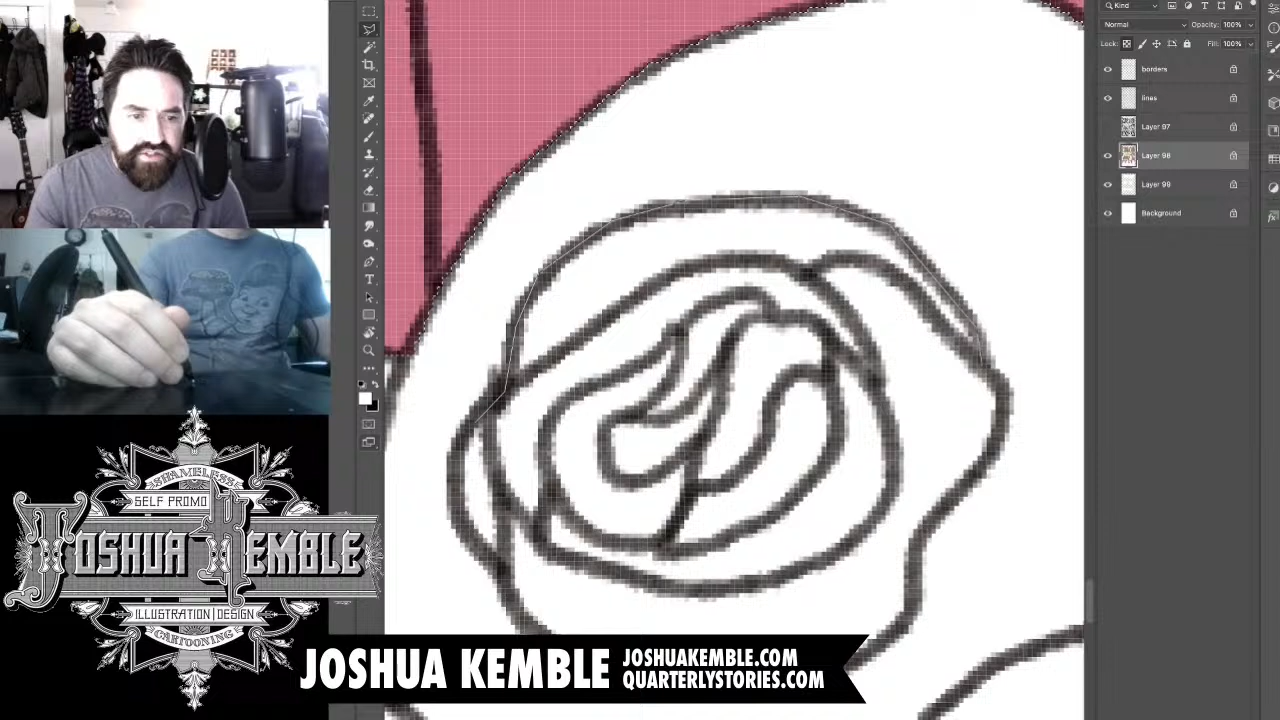 Kind
Normal
Opacity: 100%
Lock:
Fill: 100%
borders
lines
Layer 97
Layer 98
Layer 99
Background
SHAMELESS
SELF PROMO
JOSHUA KEMBLE
ILLUSTRATION|DESIGN
CARTOONING
JOSHUA KEMBLE
JOSHUAKEMBLE.COM
QUARTERLYSTORIES.COM